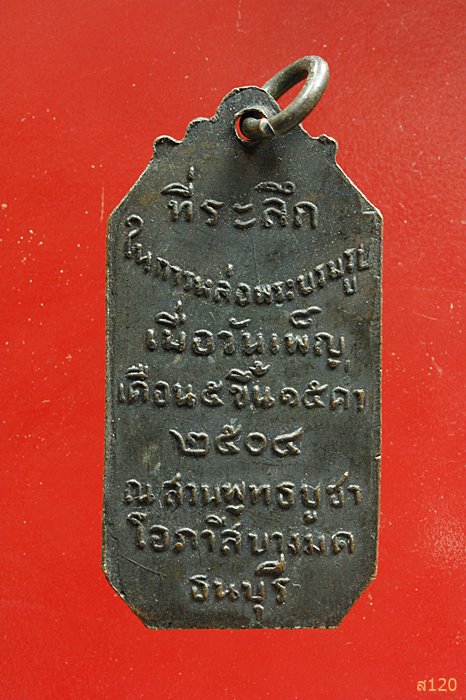 ที่ระลึก
ในการหล่อพระบรมรูป
เมื่อวันเพ็ญ
เดือน๕ขึ้น๑๕ค่ำ
๒๕๐๔
ณสวนพุทธบูชา
โอภาสีบางมด
ธนบุรี
ส120